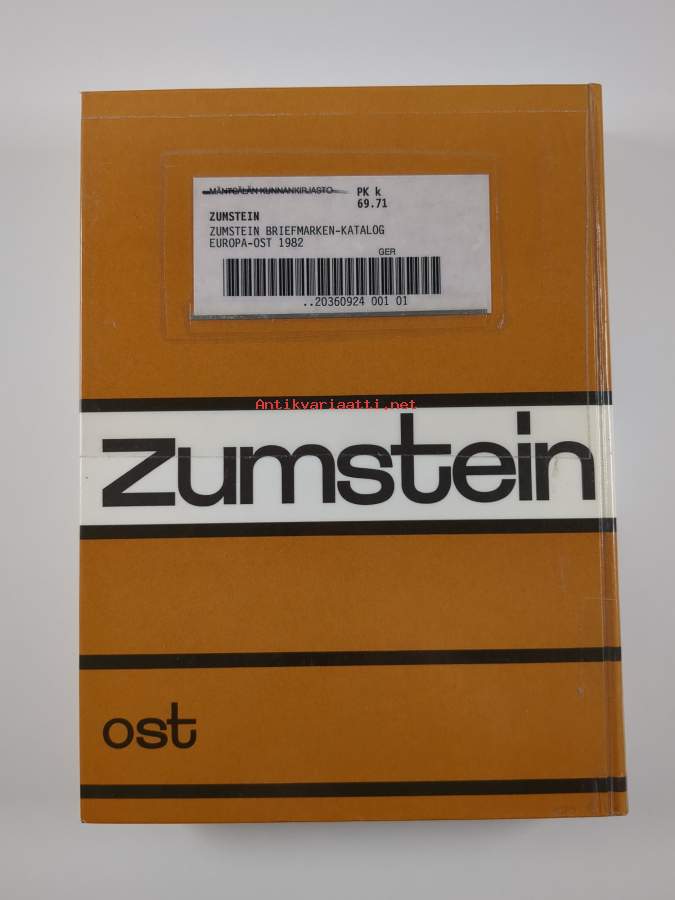 MÄNTSÄLÄN KUNNANKIRJASTO PK k
69.71
ZUMSTEIN
ZUMSTEIN BRIEFMARKEN-KATALOG
EUROPA-OST 1982
GER
..20360924 001 01
Antikvariaatti.net
zumstein
ost